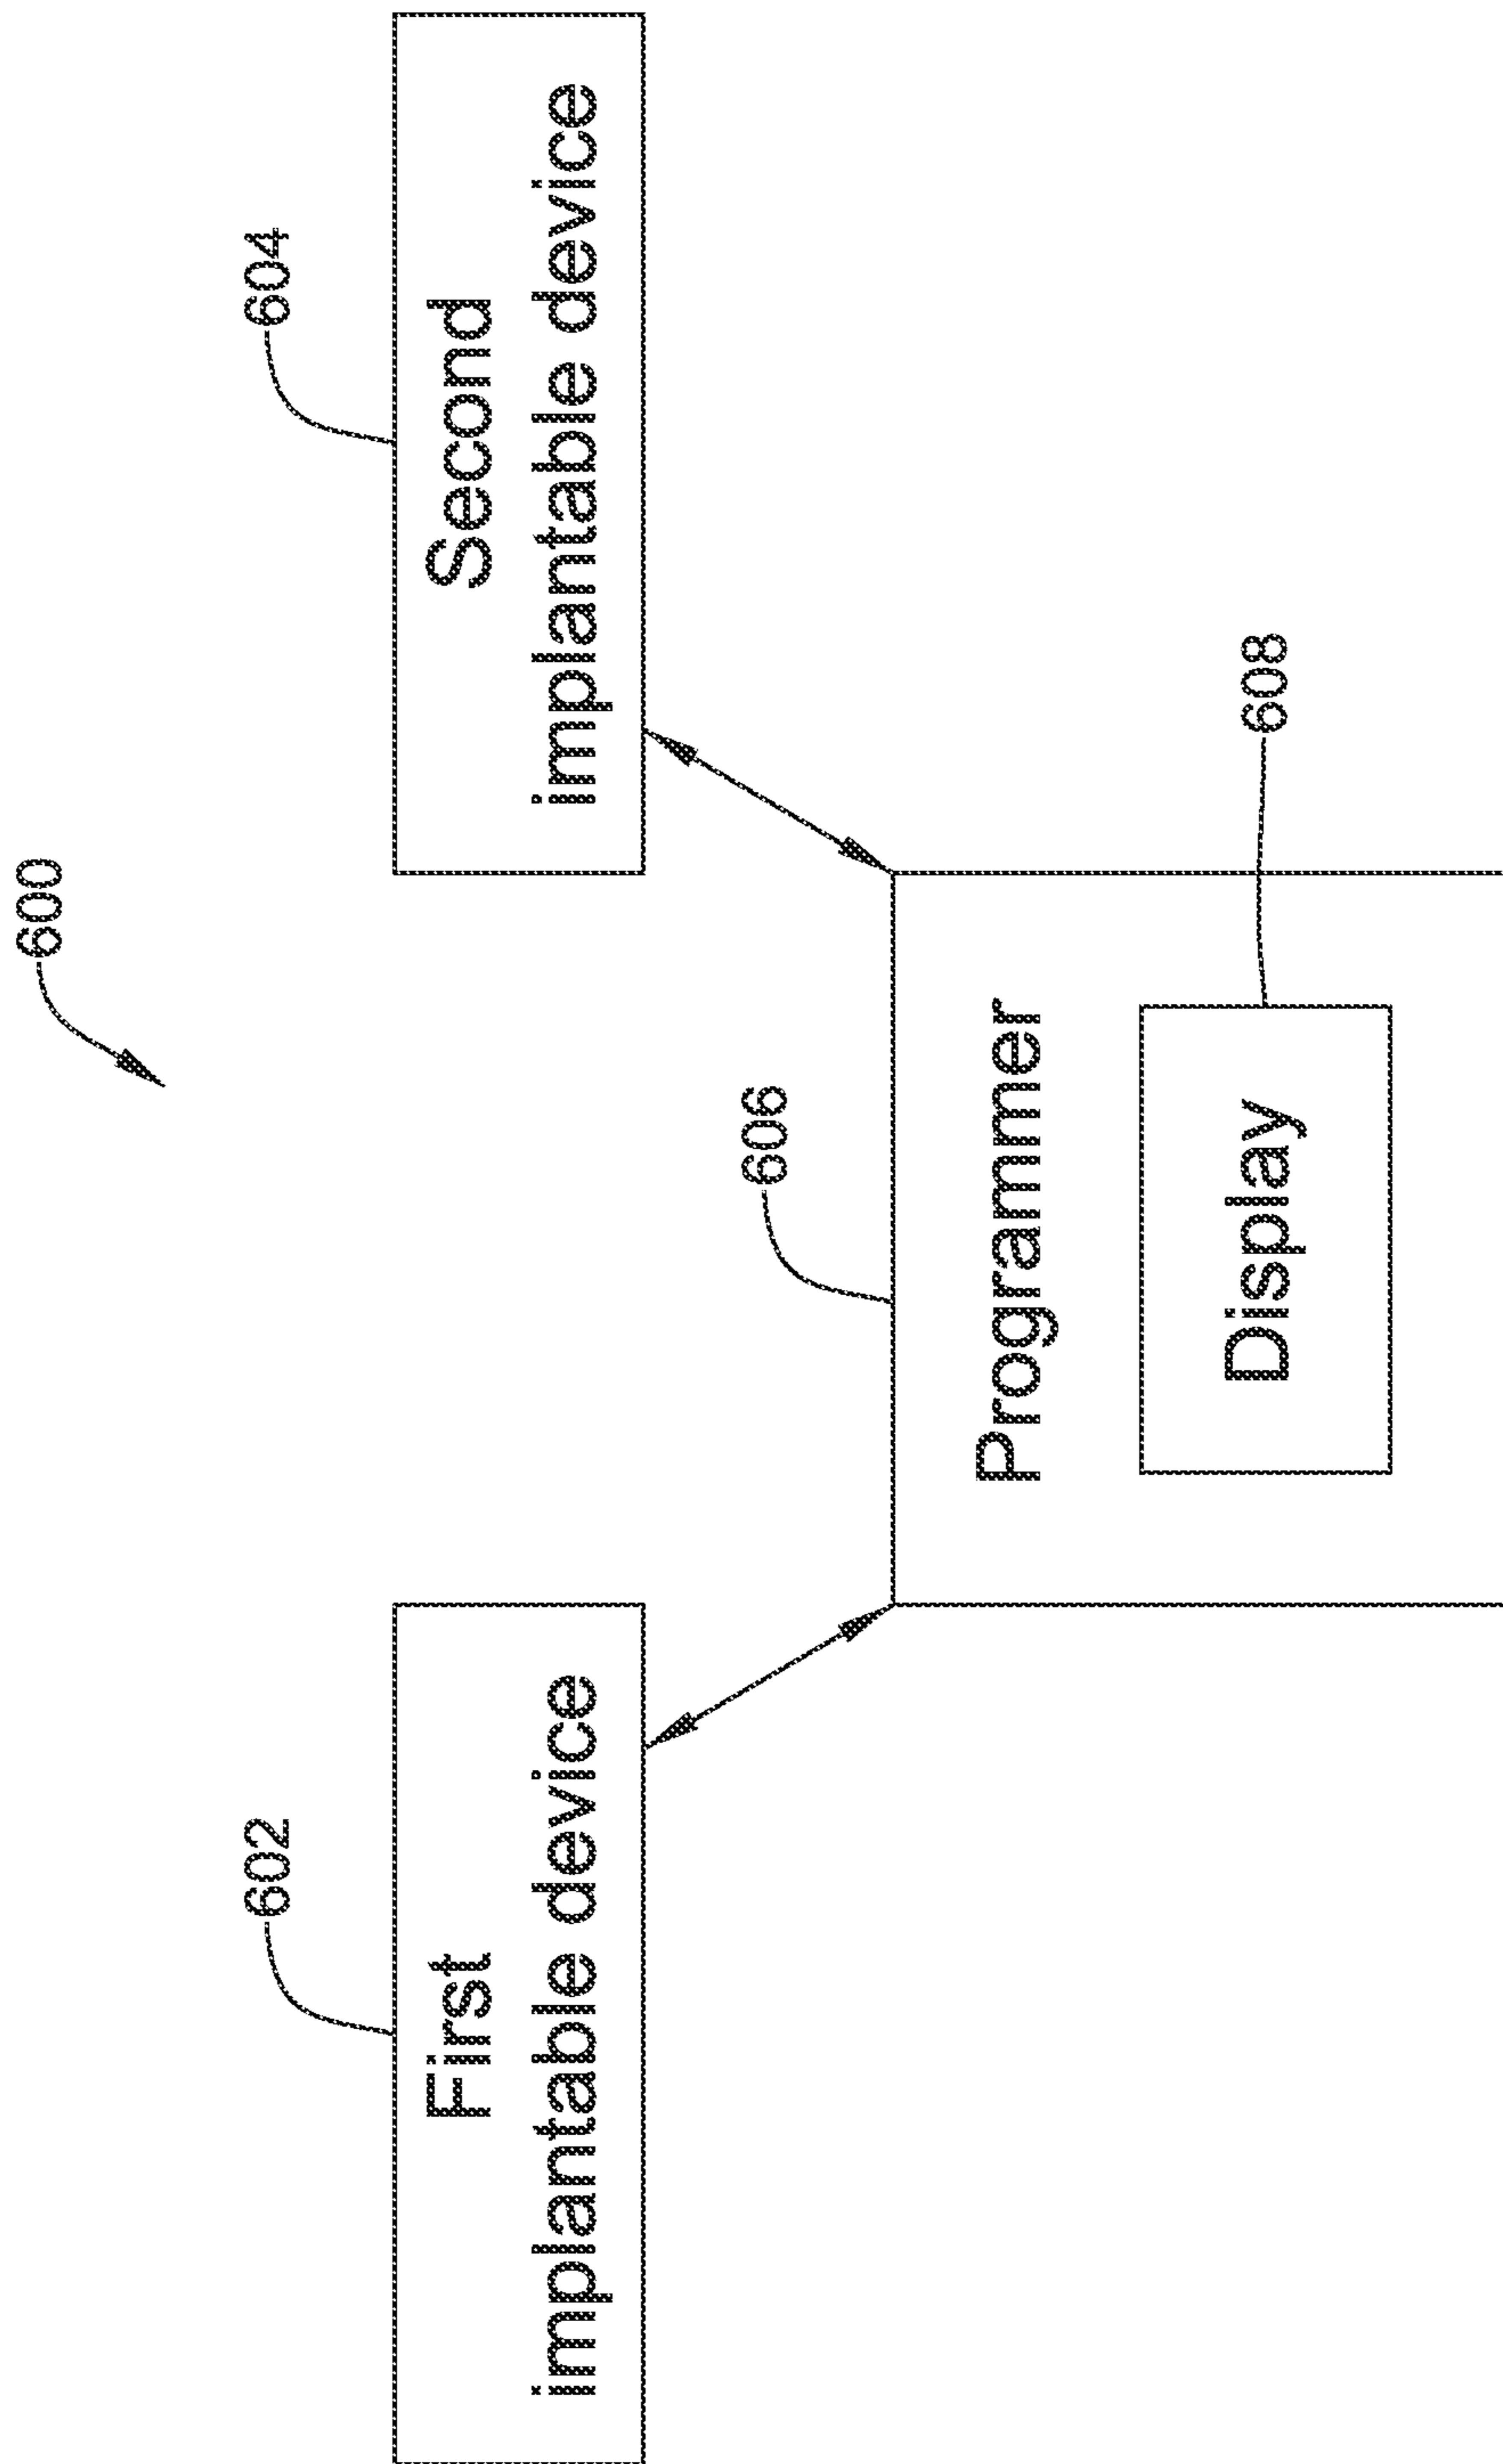 600
602
604
First
implantable device
Second
implantable device
606
Programmer
608
Display